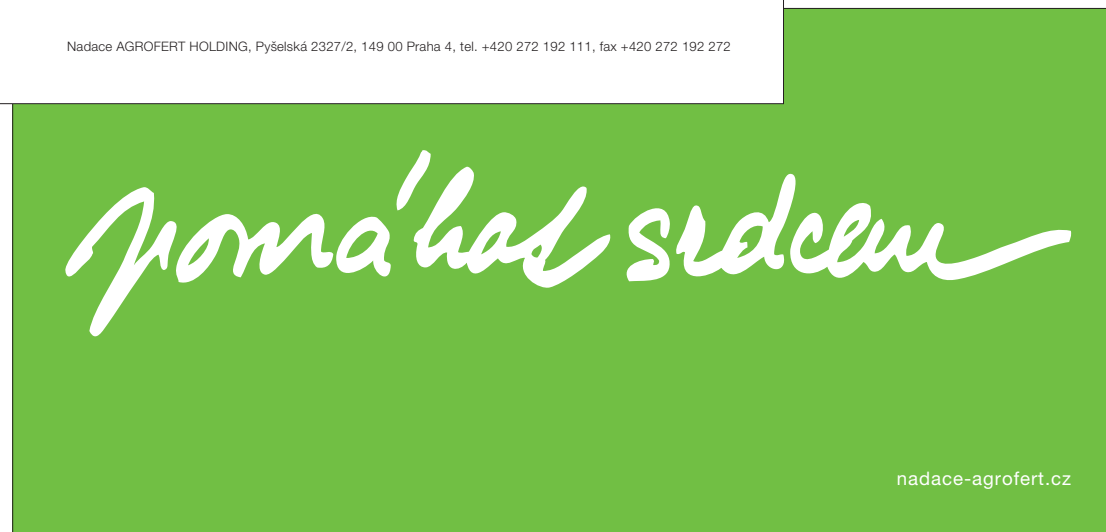 Nadace AGROFERT HOLDING, Pyšelská 2327/2, 149 00 Praha 4, tel. +420 272 192 111, fax +420 272 192 272
pomáhat srdcem
nadace-agrofert.cz